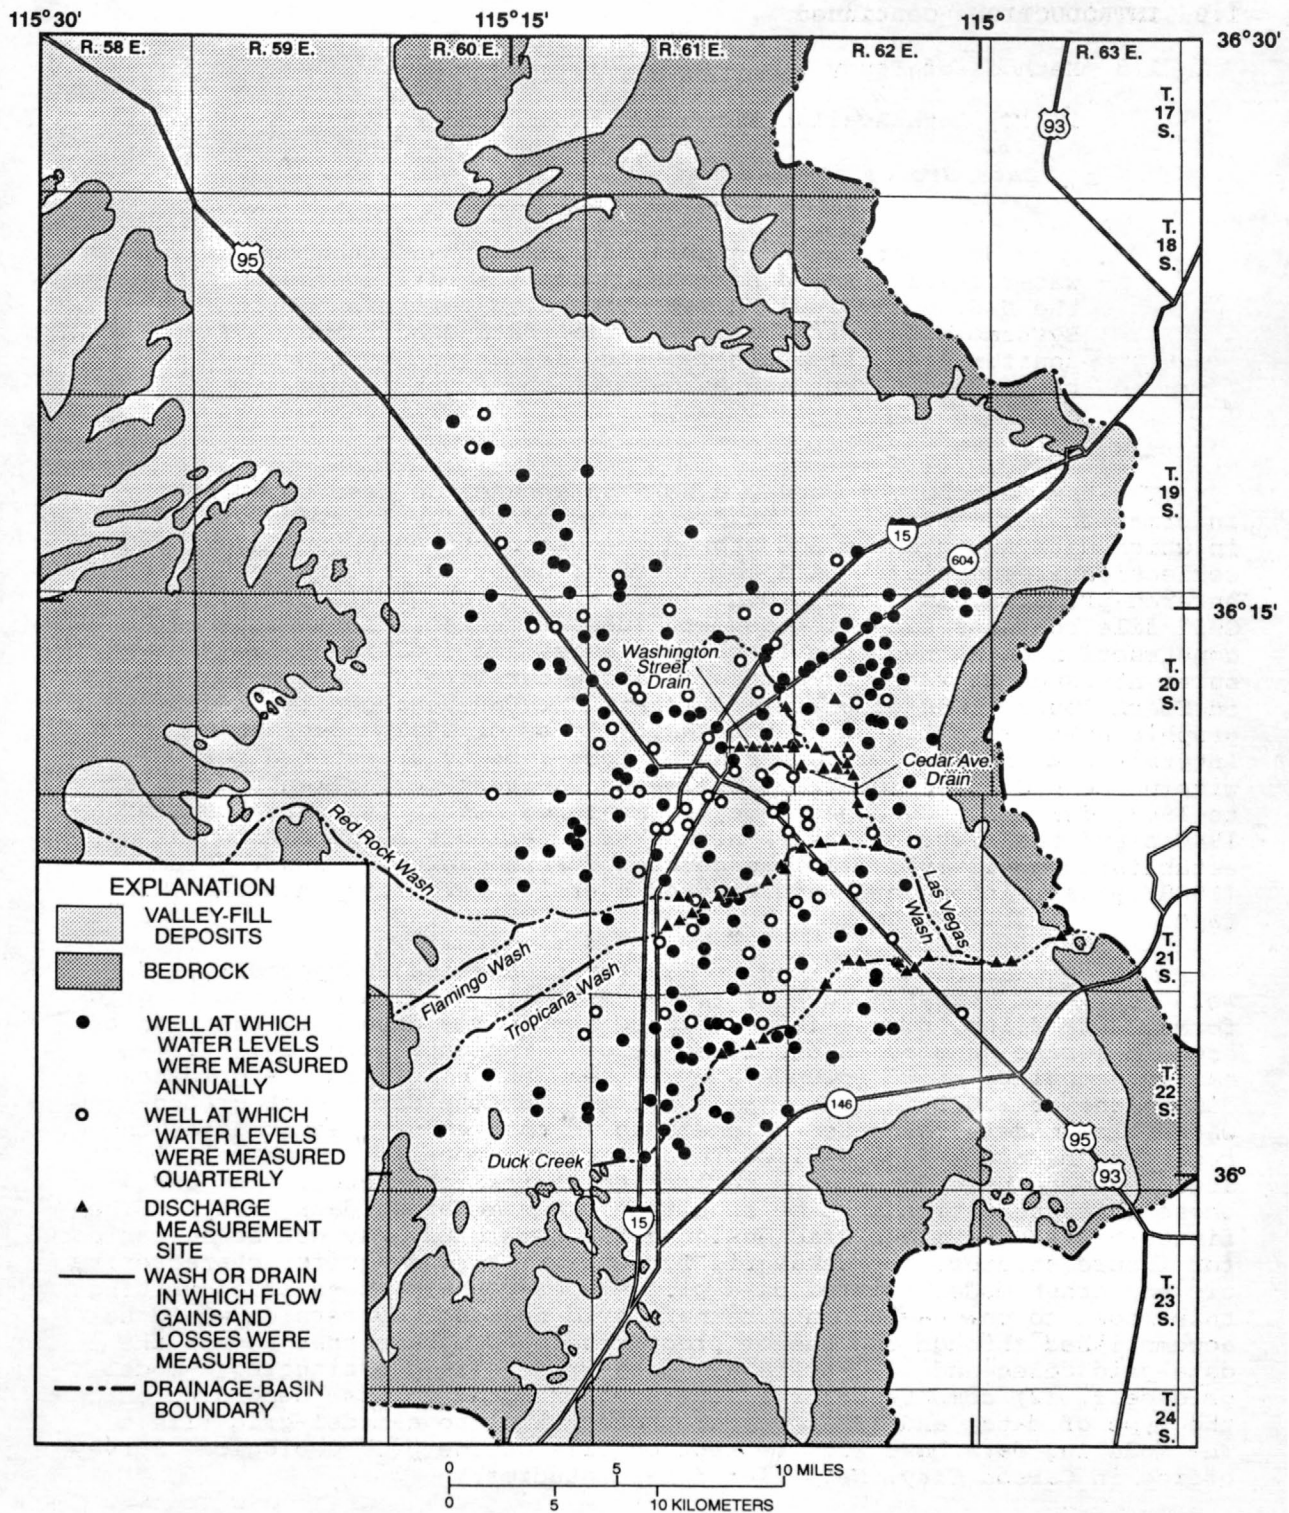 115°30'
115°15'
115°
R. 58 E.
R. 59 E.
R. 60 E.
R. 61 E.
R. 62 E.
R. 63 E.
36°30'
T.
17
S.
93
T.
18
S.
95
T.
19
S.
15
604
36°15'
Washington
Street
Drain
T.
20
S.
Cedar Ave.
Drain
Red Rock Wash
Las Vegas
Wash
T.
21
S.
Flamingo Wash
Tropicana Wash
T.
22
S.
146
95
93
36°
Duck Creek
15
T.
23
S.
T.
24
S.
EXPLANATION
VALLEY-FILL
DEPOSITS
BEDROCK
WELL AT WHICH
WATER LEVELS
WERE MEASURED
ANNUALLY
WELL AT WHICH
WATER LEVELS
WERE MEASURED
QUARTERLY
DISCHARGE
MEASUREMENT
SITE
WASH OR DRAIN
IN WHICH FLOW
GAINS AND
LOSSES WERE
MEASURED
DRAINAGE-BASIN
BOUNDARY
0 5 10 MILES
0 5 10 KILOMETERS